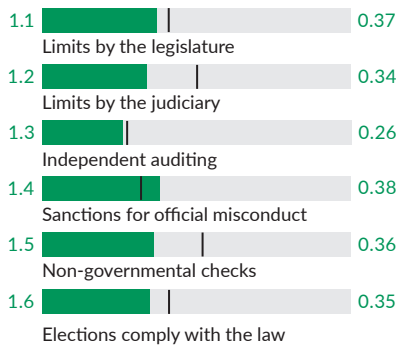 1.1 0.37
Limits by the legislature
1.2 0.34
Limits by the judiciary
1.3 0.26
Independent auditing
1.4 0.38
Sanctions for official misconduct
1.5 0.36
Non-governmental checks
1.6 0.35
Elections comply with the law